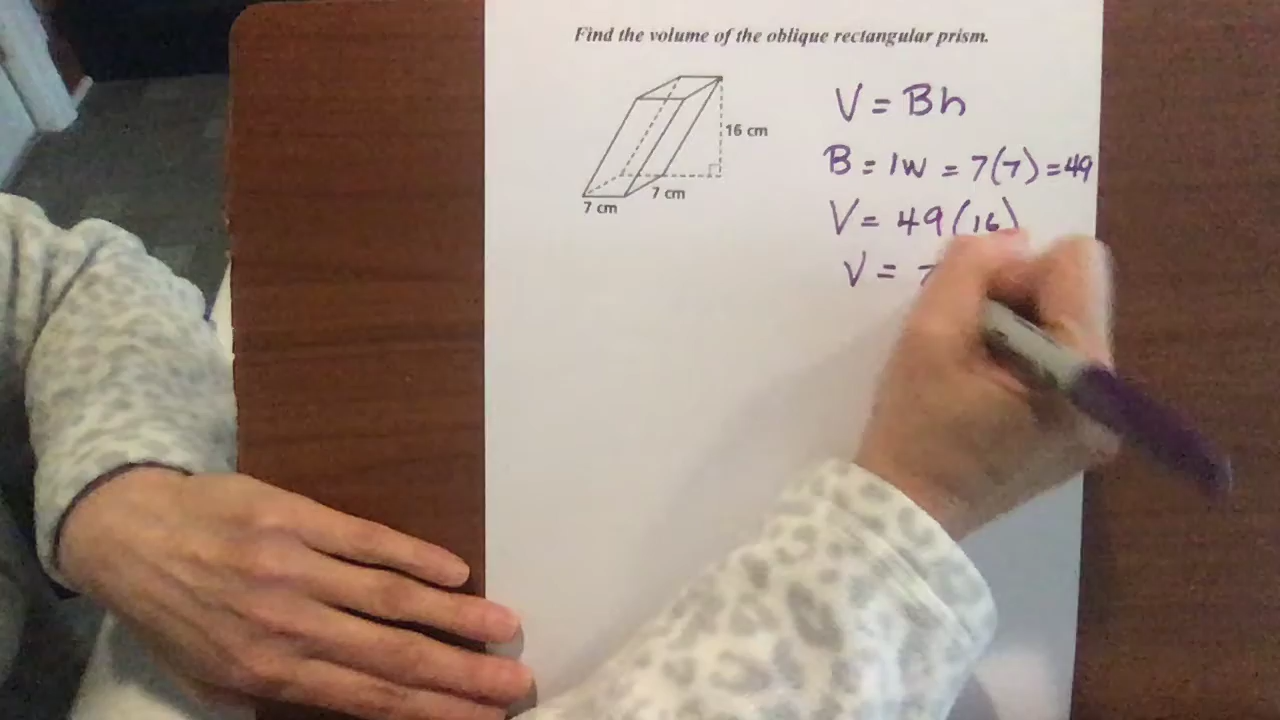 Find the volume of the oblique rectangular prism.
16 cm
7 cm
7 cm
V = Bh
B = lw = 7(7) = 49
V = 49(16)
V = 7